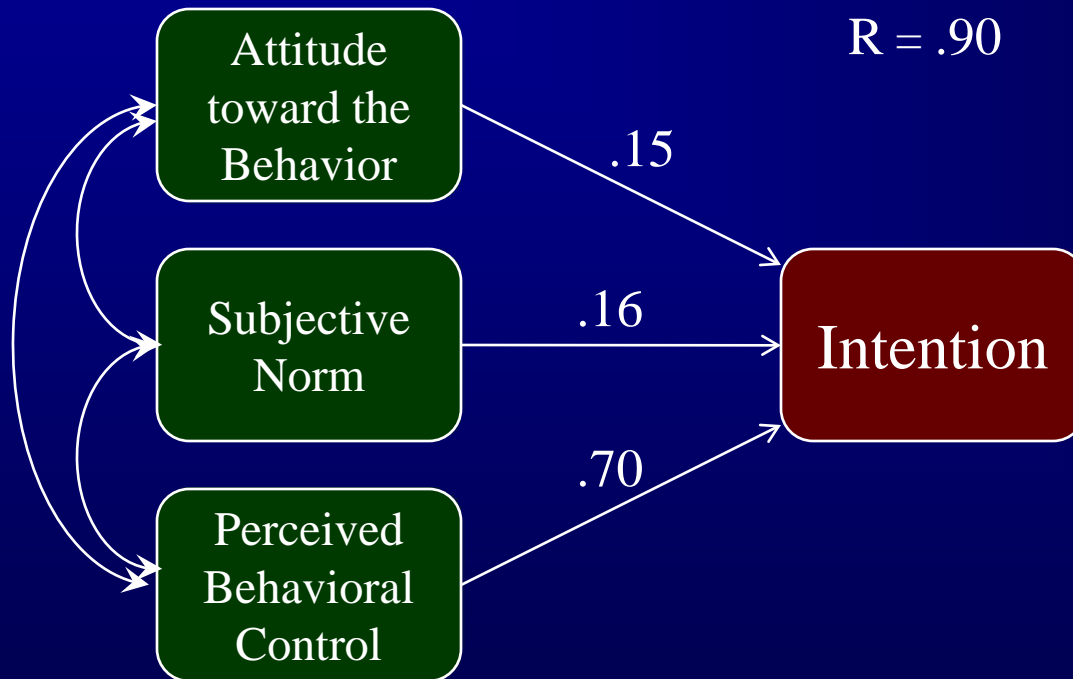 R = .90
Attitude
toward the
Behavior
.15
Subjective
Norm
.16
Intention
.70
Perceived
Behavioral
Control